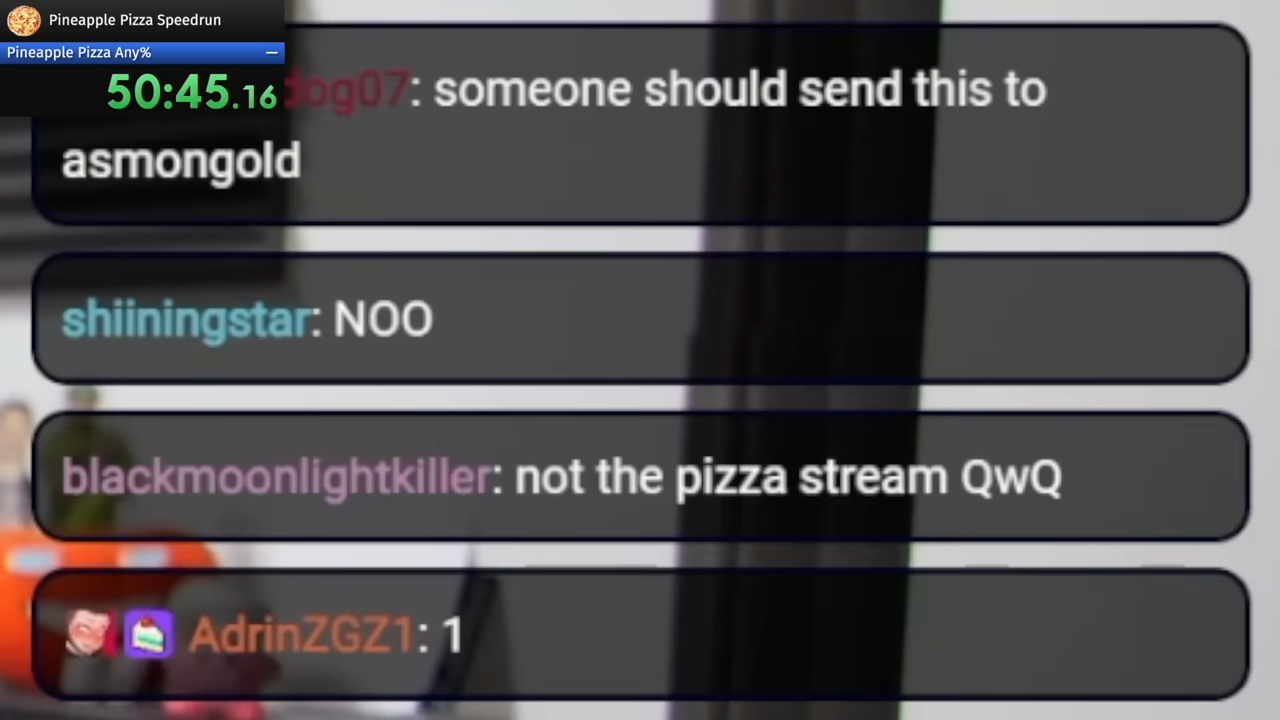 Pineapple Pizza Speedrun
Pineapple Pizza Any% –
50:45.16
dog07: someone should send this to
asmongold
shiiningstar: NOO
blackmoonlightkiller: not the pizza stream QwQ
AdrinZGZ1: 1